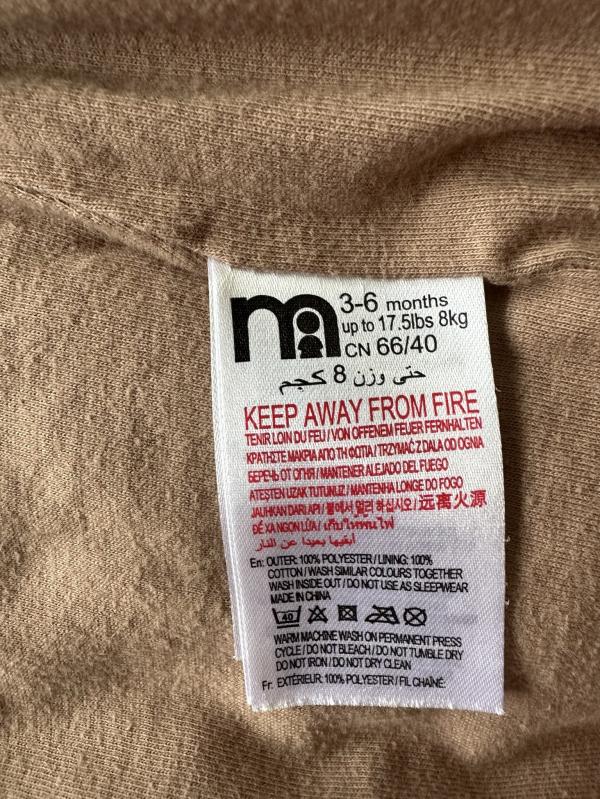 m
3-6 months
up to 17.5lbs 8kg
CN 66/40
حتى وزن 8 كجم
KEEP AWAY FROM FIRE
TENIR LOIN DU FEU / VON OFFENEM FEUER FERNHALTEN
ΚΡΑΤΗΣΤΕ ΜΑΚΡΙΑ ΑΠΟ ΤΗ ΦΩΤΙΑ / TRZYMAĆ Z DALA OD OGNIA
БЕРЕЧЬ ОТ ОГНЯ / MANTENER ALEJADO DEL FUEGO
ATEŞTEN UZAK TUTUNUZ / MANTENHA LONGE DO FOGO
JAUHKAN DARI API / 불에서 멀리 하십시오 / 远离火源
ĐỂ XA NGỌN LỬA / เก็บให้พ้นไฟ
أبقيها بعيدا عن النار
En: OUTER: 100% POLYESTER / LINING: 100%
COTTON / WASH SIMILAR COLOURS TOGETHER
WASH INSIDE OUT / DO NOT USE AS SLEEPWEAR
MADE IN CHINA
40
WARM MACHINE WASH ON PERMANENT PRESS
CYCLE / DO NOT BLEACH / DO NOT TUMBLE DRY
DO NOT IRON / DO NOT DRY CLEAN
Fr: EXTÉRIEUR: 100% POLYESTER / FIL CHAÎNE: